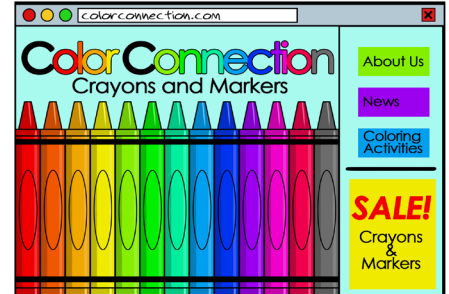 colorconnection.com
Color Connection
Crayons and Markers
About Us
News
Coloring
Activities
SALE!
Crayons
&
Markers